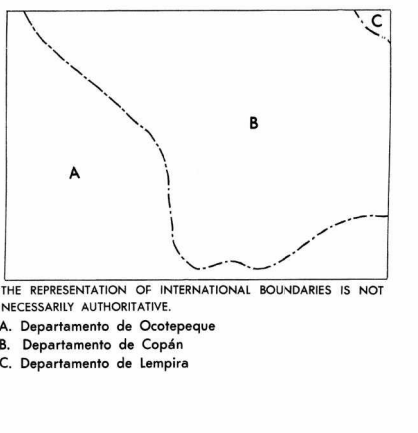 C
B
A
THE REPRESENTATION OF INTERNATIONAL BOUNDARIES IS NOT
NECESSARILY AUTHORITATIVE.
A. Departamento de Ocotepeque
B. Departamento de Copán
C. Departamento de Lempira